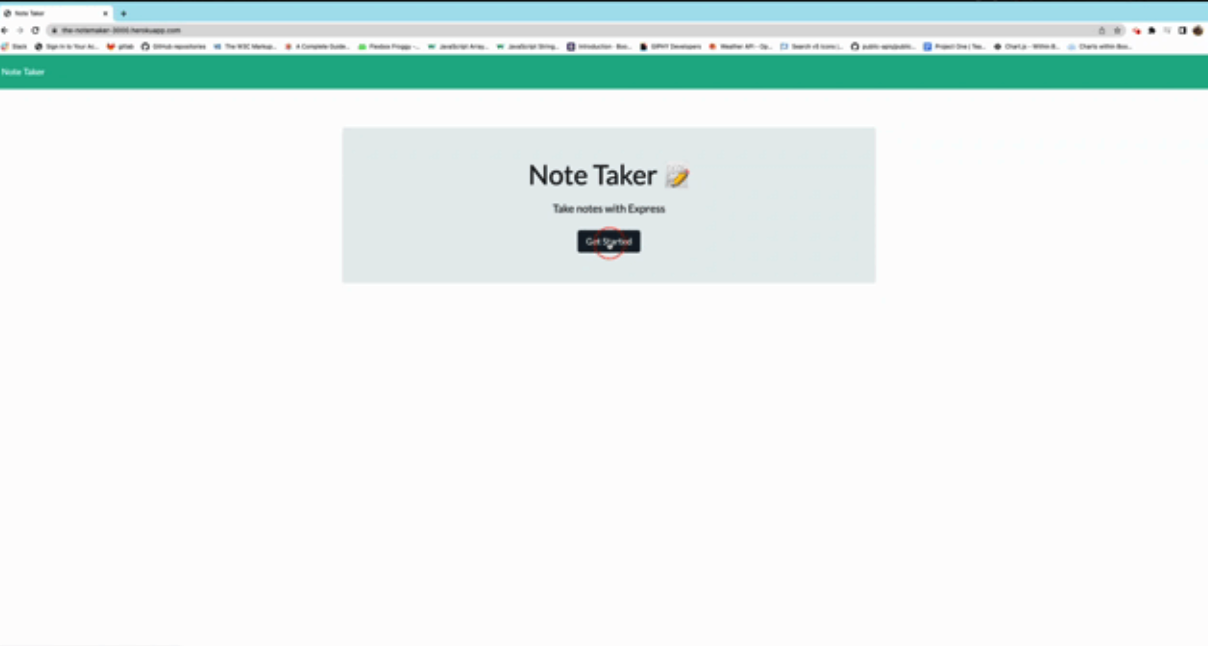 Note Taker
the-notemaker-3000.herokuapp.com
Slack Sign in to Your Ac... gitlab GitHub repositories The W3C Markup... A Complete Guide... Flexbox Froggy -... JavaScript Array... JavaScript String... Introduction · Boo... GIPHY Developers Weather API - Op... Search v5 Icons |... public-apis/public... Project One | Tea... Chart.js - Within B... Charts within Boo...
Note Taker
Note Taker 📝
Take notes with Express
Get Started